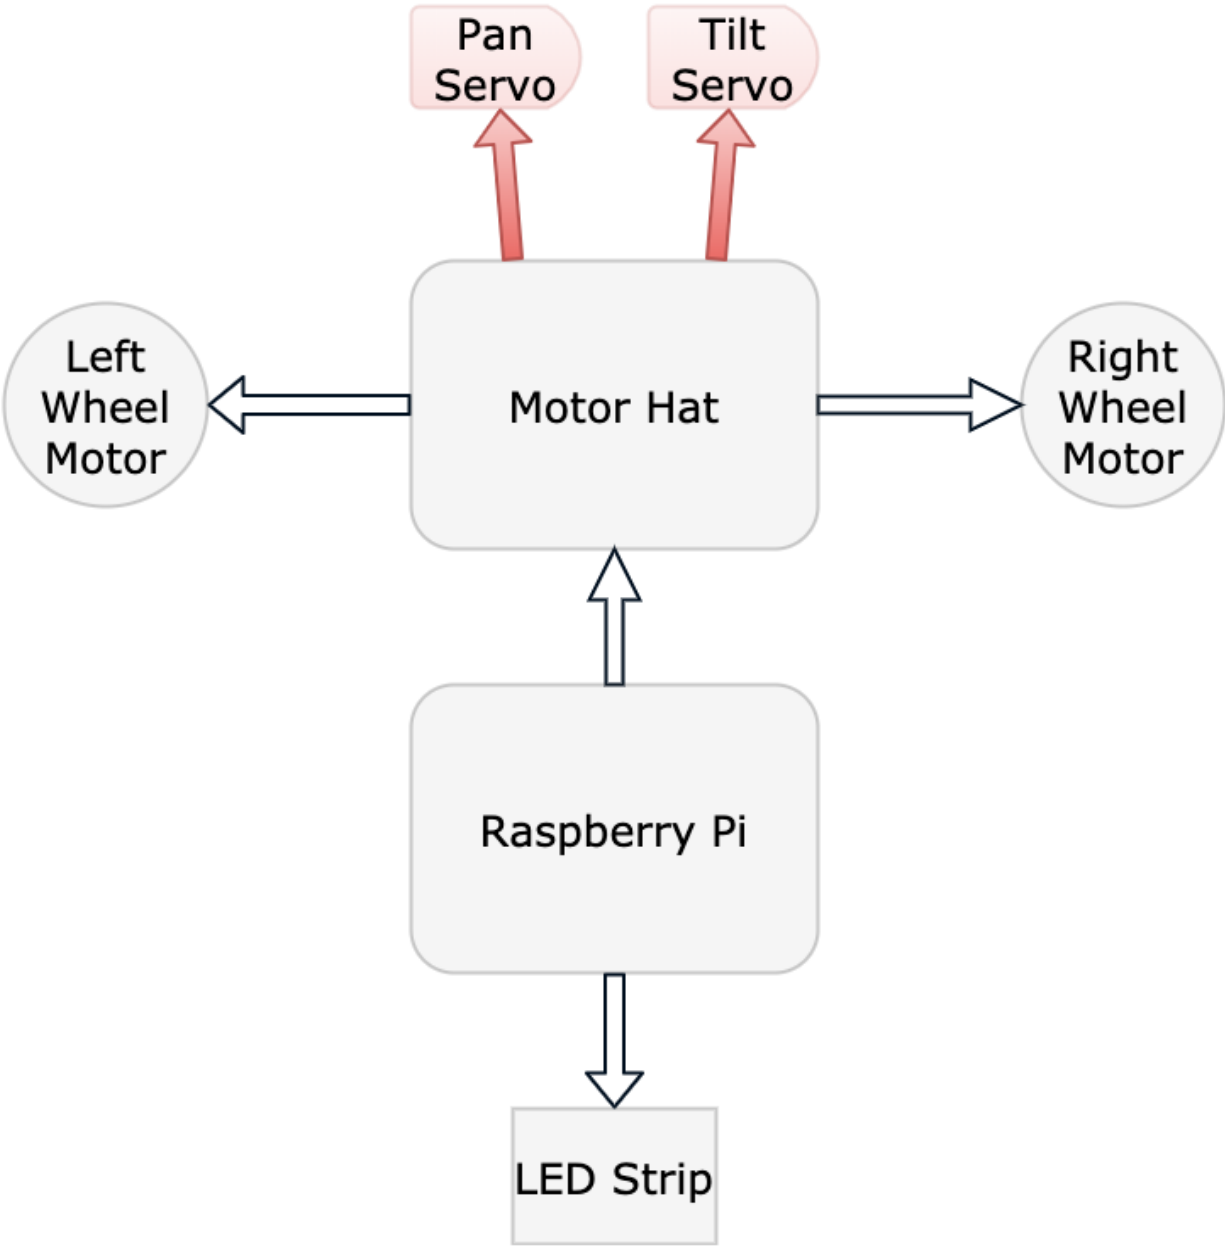 Pan
Servo
Tilt
Servo
Left
Wheel
Motor
Motor Hat
Right
Wheel
Motor
Raspberry Pi
LED Strip